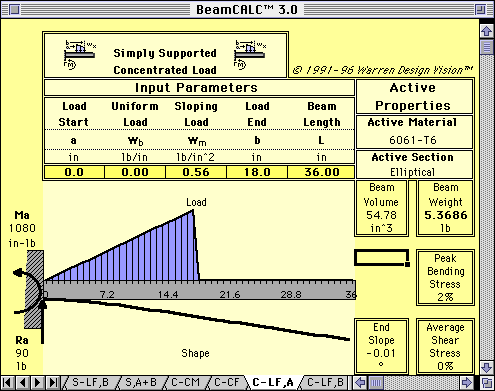 BeamCALC™ 3.0
Simply Supported
Concentrated Load
© 1991-96 Warren Design Vision™
Input Parameters
Load Start
Uniform Load
Sloping Load
Load End
Beam Length
a
Wb
Wm
b
L
in
lb/in
lb/in^2
in
in
0.0
0.00
0.56
18.0
36.00
Active
Properties
Active Material
6061-T6
Active Section
Elliptical
Beam
Volume
54.78
in^3
Beam
Weight
5.3686
lb
Ma
1080
in-lb
Load
0
7.2
14.4
21.6
28.8
36
Peak
Bending
Stress
2%
Ra
90
lb
Shape
End
Slope
-0.01
°
Average
Shear
Stress
0%
S-LF,B
S,A+B
C-CM
C-CF
C-LF,A
C-LF,B